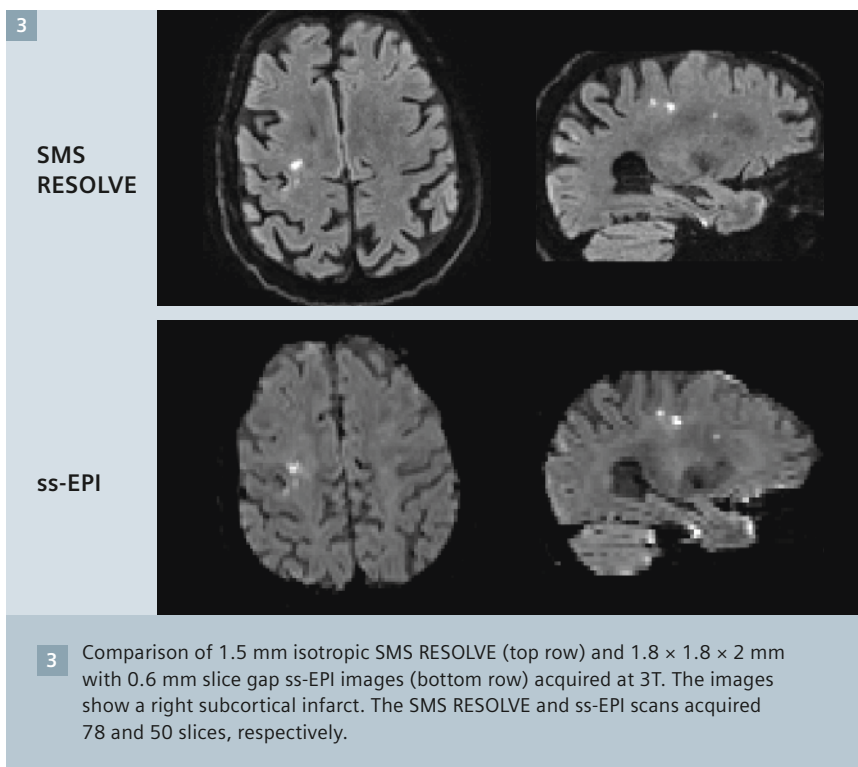 3
SMS
RESOLVE
ss-EPI
3 Comparison of 1.5 mm isotropic SMS RESOLVE (top row) and 1.8 × 1.8 × 2 mm
with 0.6 mm slice gap ss-EPI images (bottom row) acquired at 3T. The images
show a right subcortical infarct. The SMS RESOLVE and ss-EPI scans acquired
78 and 50 slices, respectively.